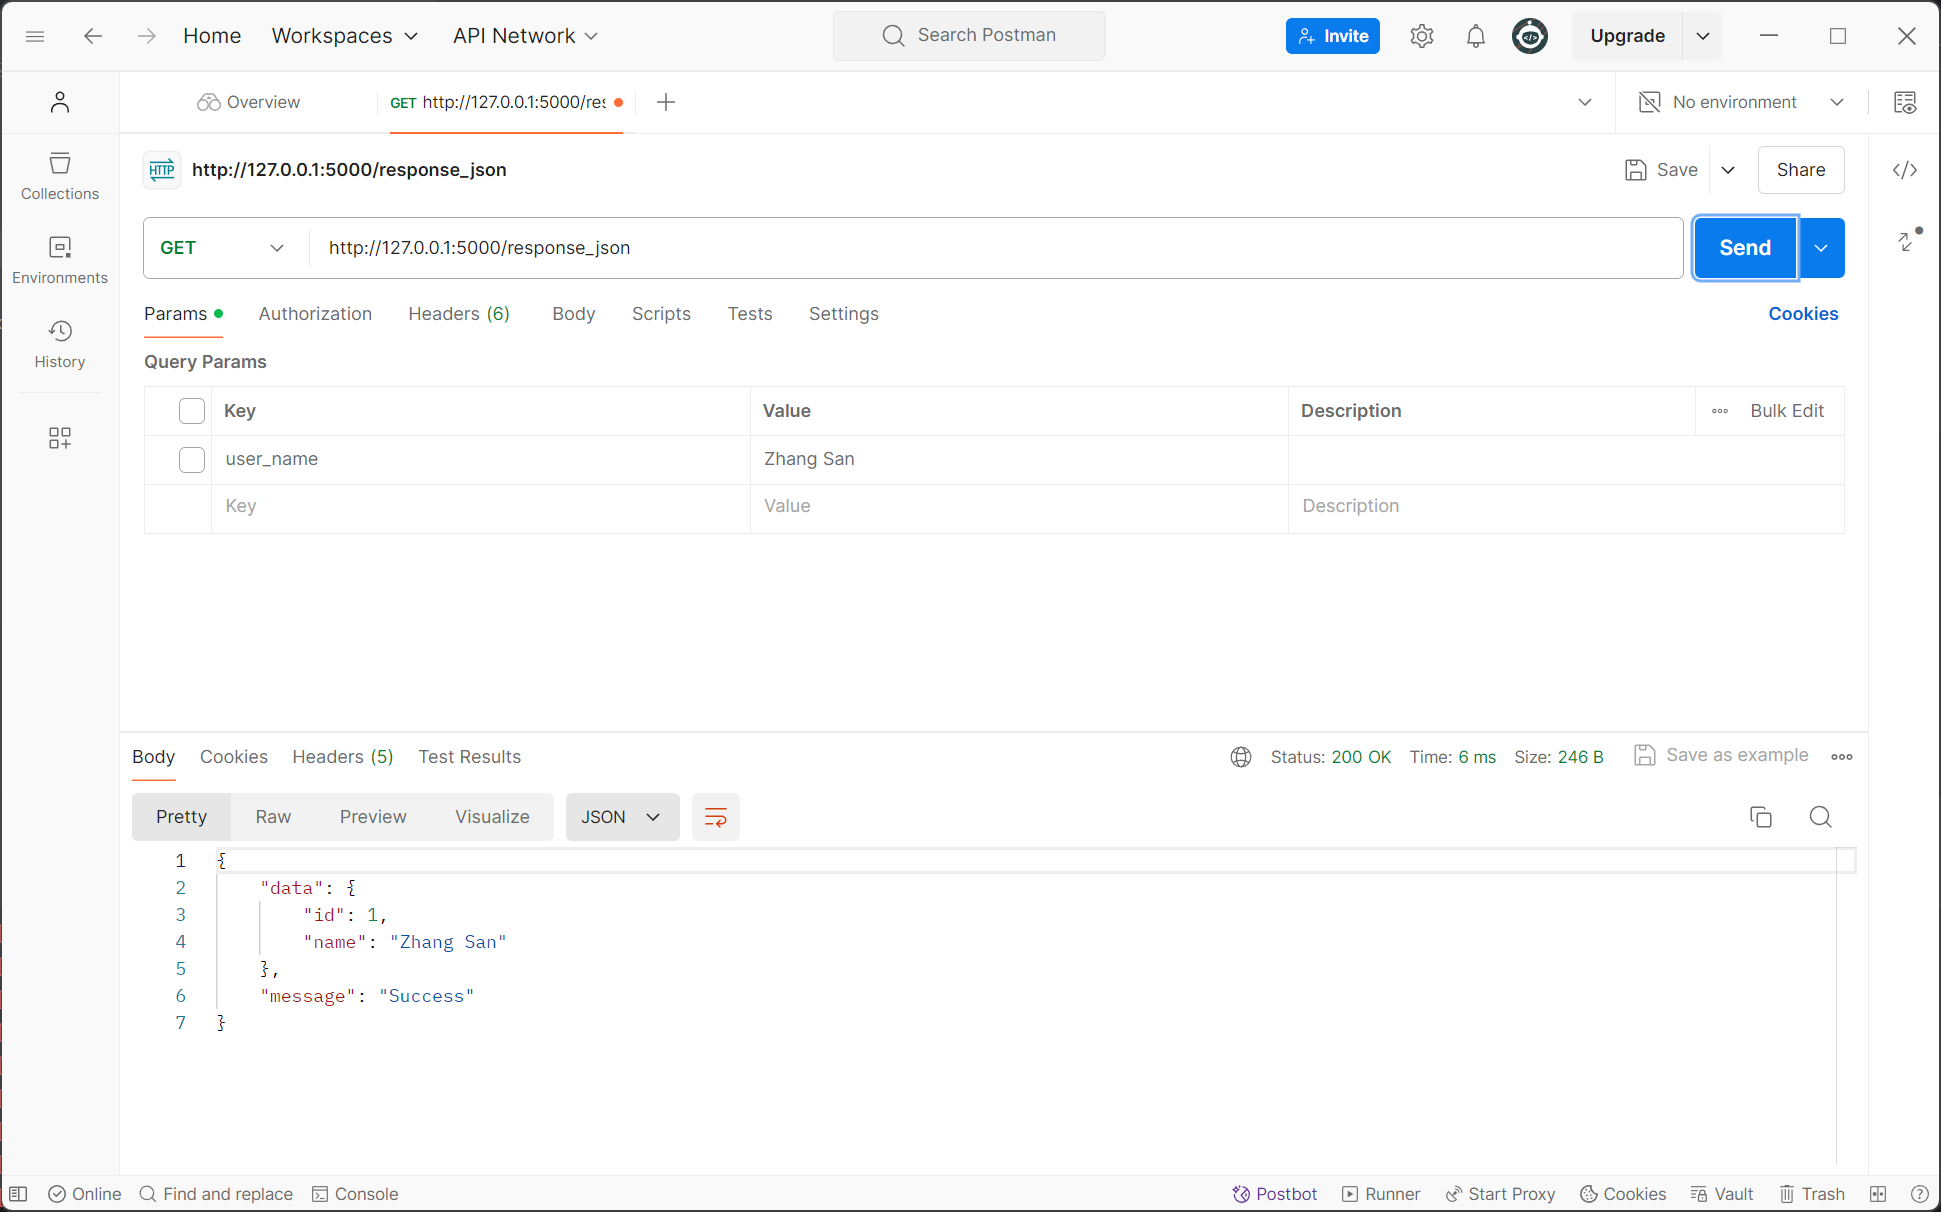 Home Workspaces API Network Search Postman Invite Upgrade
Overview GET http://127.0.0.1:5000/res No environment
HTTP http://127.0.0.1:5000/response_json Save Share
Collections
GET http://127.0.0.1:5000/response_json Send
Environments
Params Authorization Headers (6) Body Scripts Tests Settings Cookies
History
Query Params
Key Value Description Bulk Edit
user_name Zhang San
Key Value Description
Body Cookies Headers (5) Test Results Status: 200 OK Time: 6 ms Size: 246 B Save as example
Pretty Raw Preview Visualize JSON
1 {
2 "data": {
3 "id": 1,
4 "name": "Zhang San"
5 },
6 "message": "Success"
7 }
Online Find and replace Console Postbot Runner Start Proxy Cookies Vault Trash